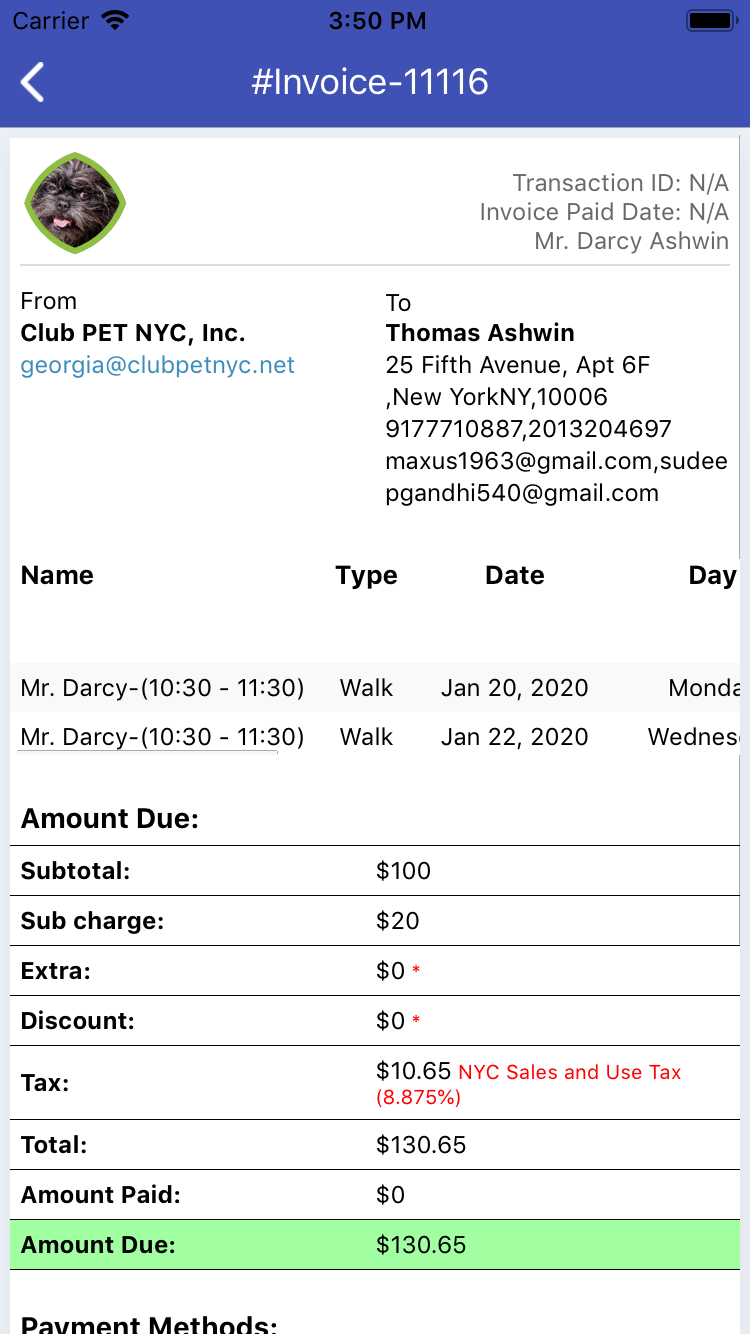 Carrier 3:50 PM
#Invoice-11116
Transaction ID: N/A
Invoice Paid Date: N/A
Mr. Darcy Ashwin
From
Club PET NYC, Inc.
georgia@clubpetnyc.net
To
Thomas Ashwin
25 Fifth Avenue, Apt 6F
,New YorkNY,10006
9177710887,2013204697
maxus1963@gmail.com,sudee
pgandhi540@gmail.com
Name Type Date Day
Mr. Darcy-(10:30 - 11:30) Walk Jan 20, 2020 Monda
Mr. Darcy-(10:30 - 11:30) Walk Jan 22, 2020 Wednes
Amount Due:
Subtotal: $100
Sub charge: $20
Extra: $0 *
Discount: $0 *
Tax: $10.65 NYC Sales and Use Tax
(8.875%)
Total: $130.65
Amount Paid: $0
Amount Due: $130.65
Payment Methods: